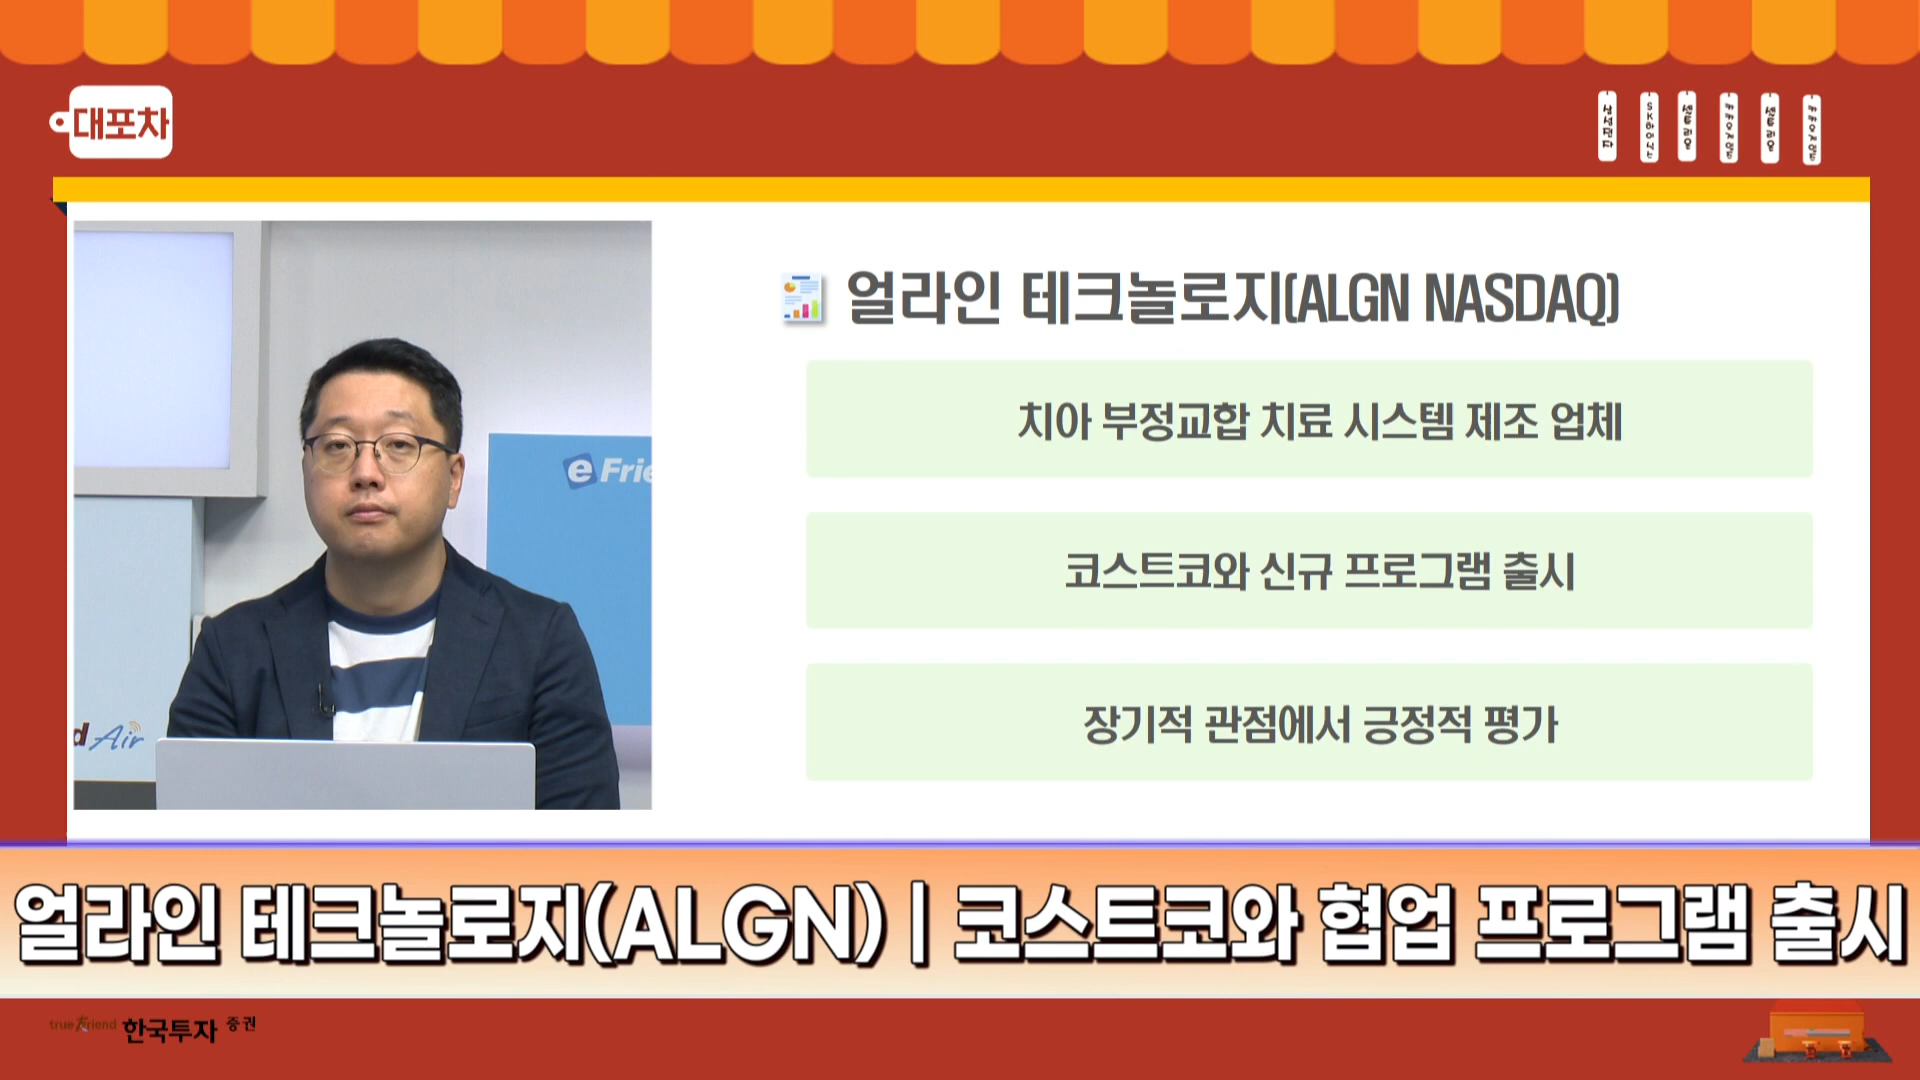 대포차
얼라인 테크놀로지(ALGN NASDAQ)
치아 부정교합 치료 시스템 제조 업체
코스트코와 신규 프로그램 출시
장기적 관점에서 긍정적 평가
e Frie
d Air
얼라인 테크놀로지(ALGN) | 코스트코와 협업 프로그램 출시
true friend 한국투자 증권